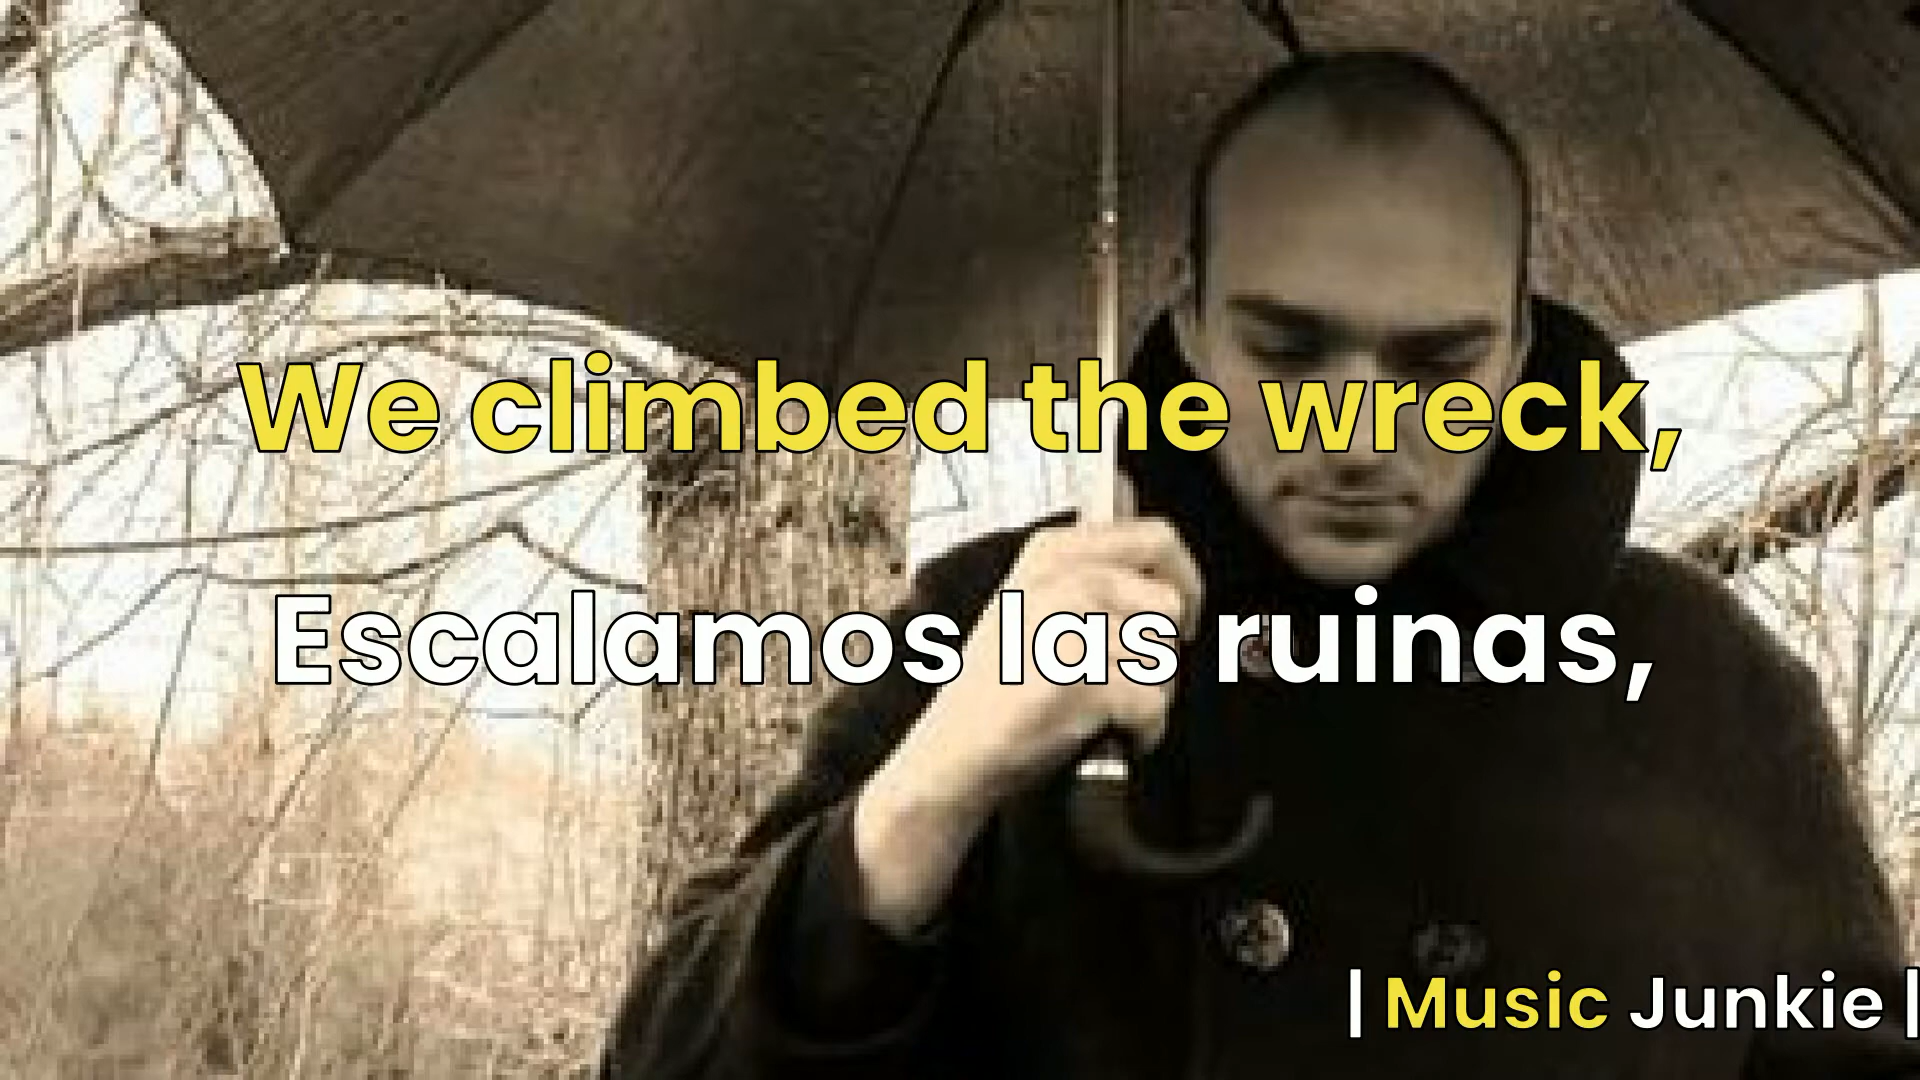 We climbed the wreck,
Escalamos las ruinas,
| Music Junkie |